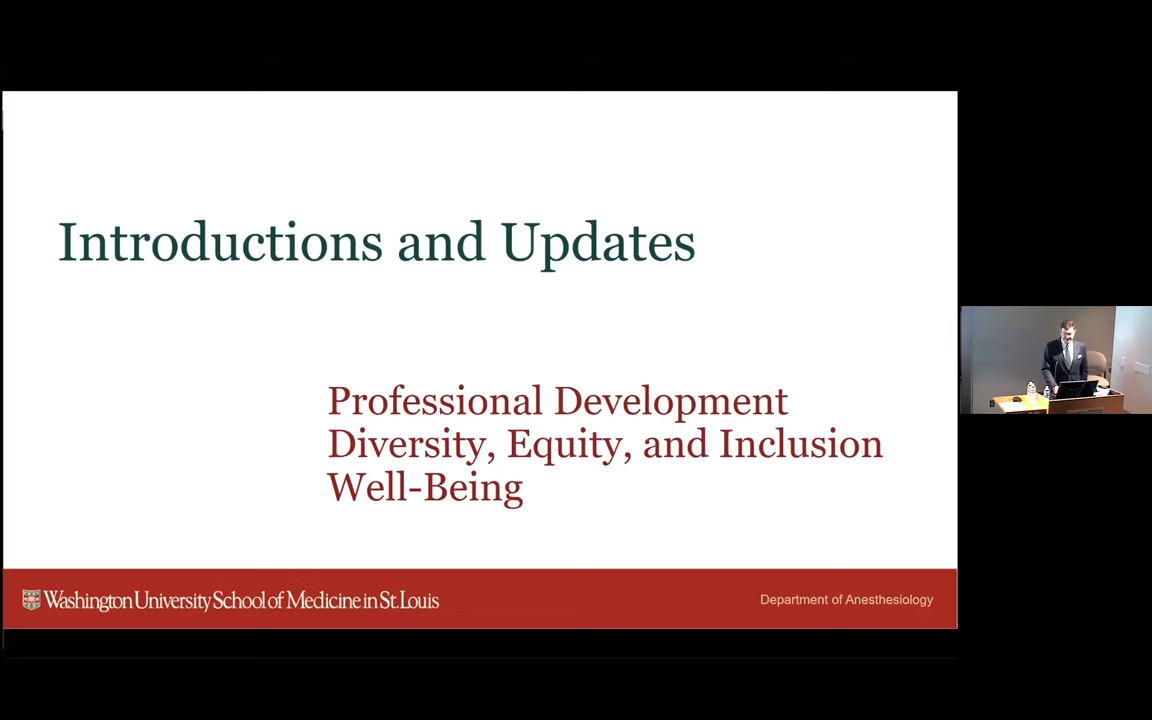 Introductions and Updates
Professional Development
Diversity, Equity, and Inclusion
Well-Being
Washington University School of Medicine in St. Louis
Department of Anesthesiology